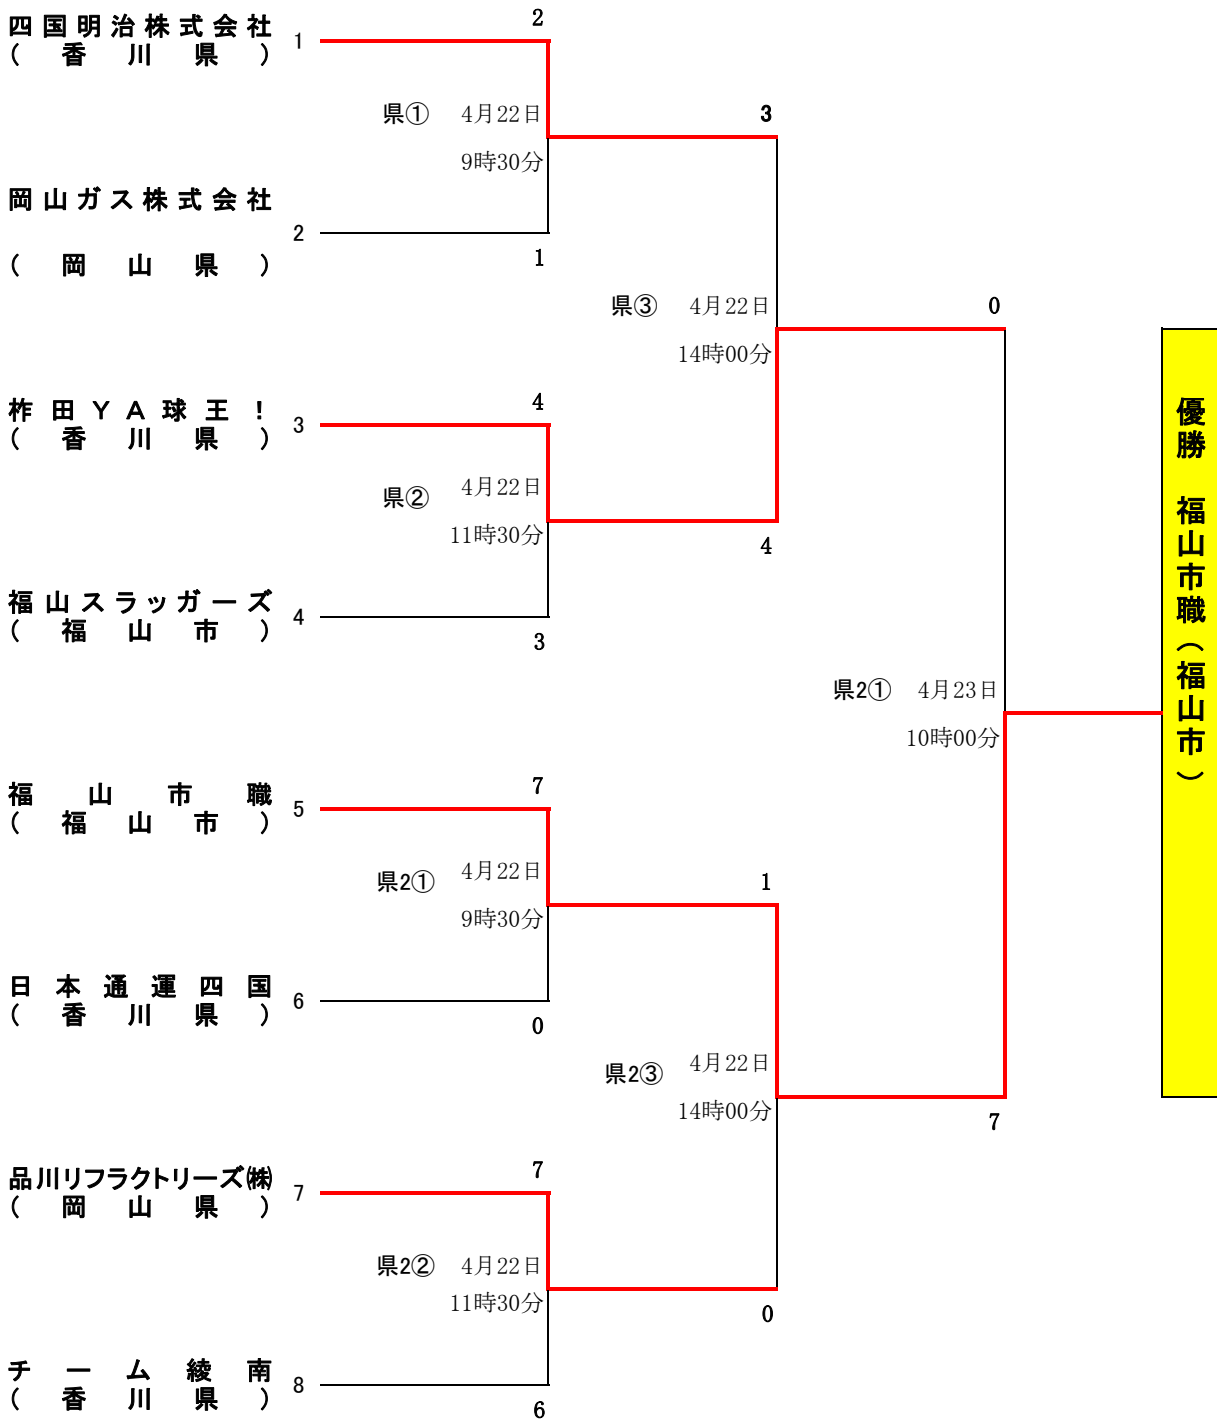 四国明治株式会社
(香川県)
1
2
県① 4月22日
9時30分
3
岡山ガス株式会社
(岡山県)
2
1
県③ 4月22日
14時00分
0
柞田YA球王!
(香川県)
3
4
県② 4月22日
11時30分
4
福山スラッガーズ
(福山市)
4
3
県2① 4月23日
10時00分
優勝 福山市職(福山市)
福山市職
(福山市)
5
7
県2① 4月22日
9時30分
1
日本通運四国
(香川県)
6
0
県2③ 4月22日
14時00分
7
品川リフラクトリーズ㈱
(岡山県)
7
7
県2② 4月22日
11時30分
0
チーム綾南
(香川県)
8
6